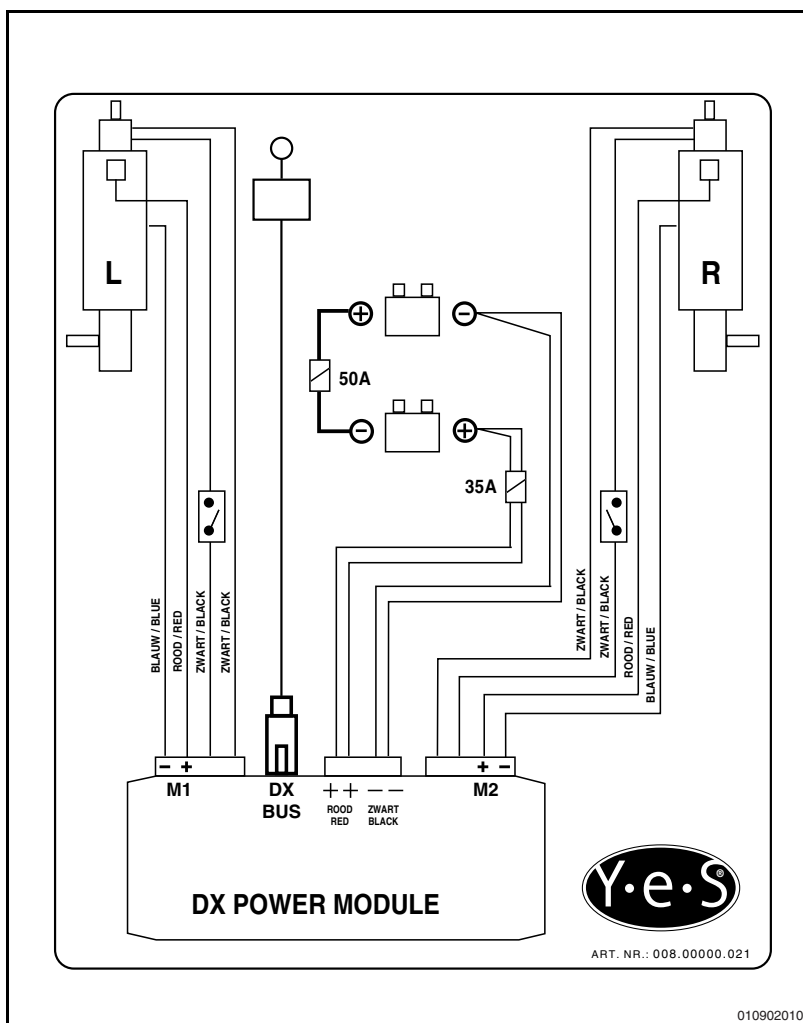 L
R
+
−
50A
−
+
35A
BLAUW / BLUE
ROOD / RED
ZWART / BLACK
ZWART / BLACK
ZWART / BLACK
ZWART / BLACK
ROOD / RED
BLAUW / BLUE
− +
+ −
M1
DX
BUS
+ + − −
ROOD
RED
ZWART
BLACK
M2
DX POWER MODULE
Y·e·S®
ART. NR.: 008.00000.021
010902010